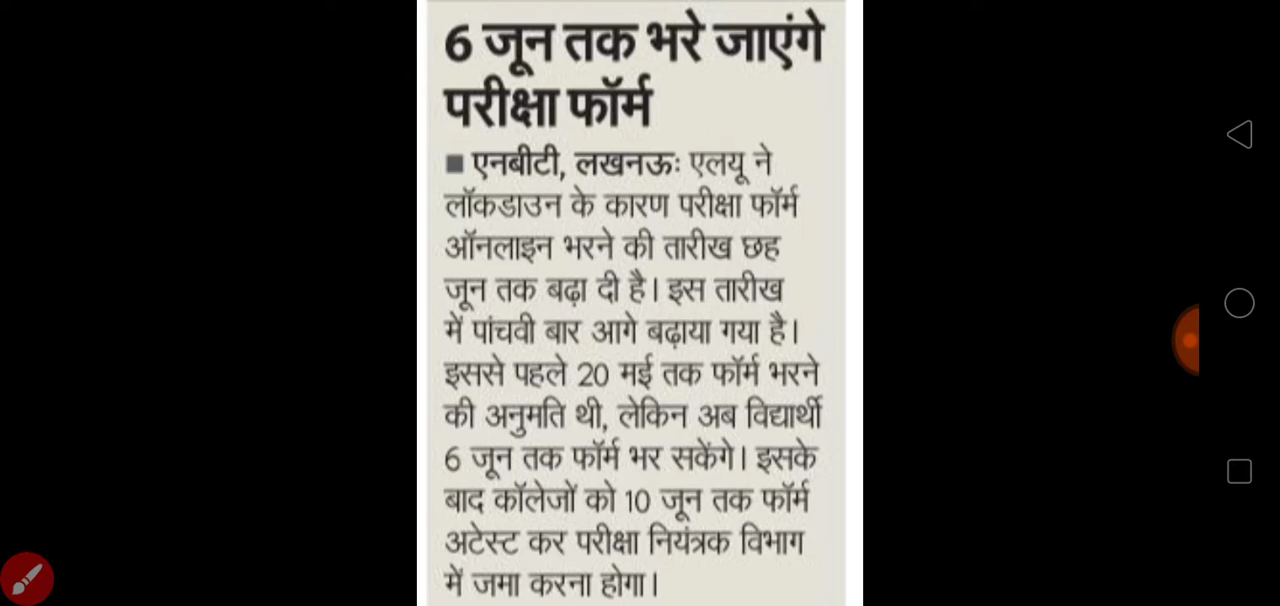 6 जून तक भरे जाएंगे
परीक्षा फॉर्म
■ एनबीटी, लखनऊः एलयू ने
लॉकडाउन के कारण परीक्षा फॉर्म
ऑनलाइन भरने की तारीख छह
जून तक बढ़ा दी है। इस तारीख
में पांचवी बार आगे बढ़ाया गया है।
इससे पहले 20 मई तक फॉर्म भरने
की अनुमति थी, लेकिन अब विद्यार्थी
6 जून तक फॉर्म भर सकेंगे। इसके
बाद कॉलेजों को 10 जून तक फॉर्म
अटेस्ट कर परीक्षा नियंत्रक विभाग
में जमा करना होगा।